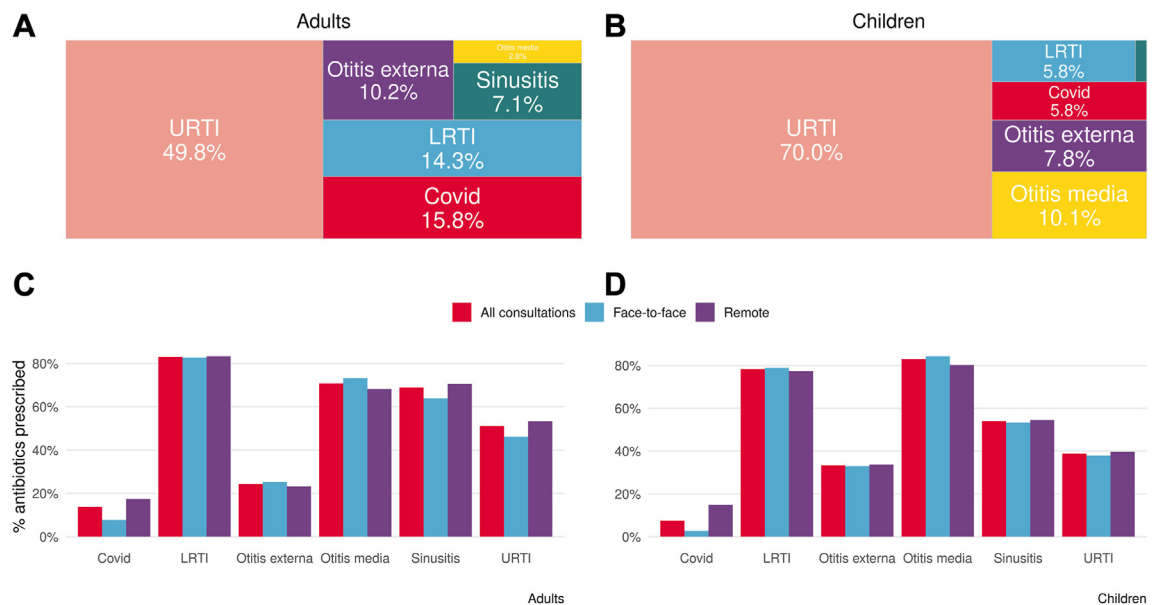 A
Adults
URTI
49.8%
Otitis externa
10.2%
Otitis media
2.8%
Sinusitis
7.1%
LRTI
14.3%
Covid
15.8%
B
Children
URTI
70.0%
LRTI
5.8%
Covid
5.8%
Otitis externa
7.8%
Otitis media
10.1%
C
D
All consultations Face-to-face Remote
% antibiotics prescribed
80%
60%
40%
20%
0%
Covid LRTI Otitis externa Otitis media Sinusitis URTI
Adults
80%
60%
40%
20%
0%
Covid LRTI Otitis externa Otitis media Sinusitis URTI
Children